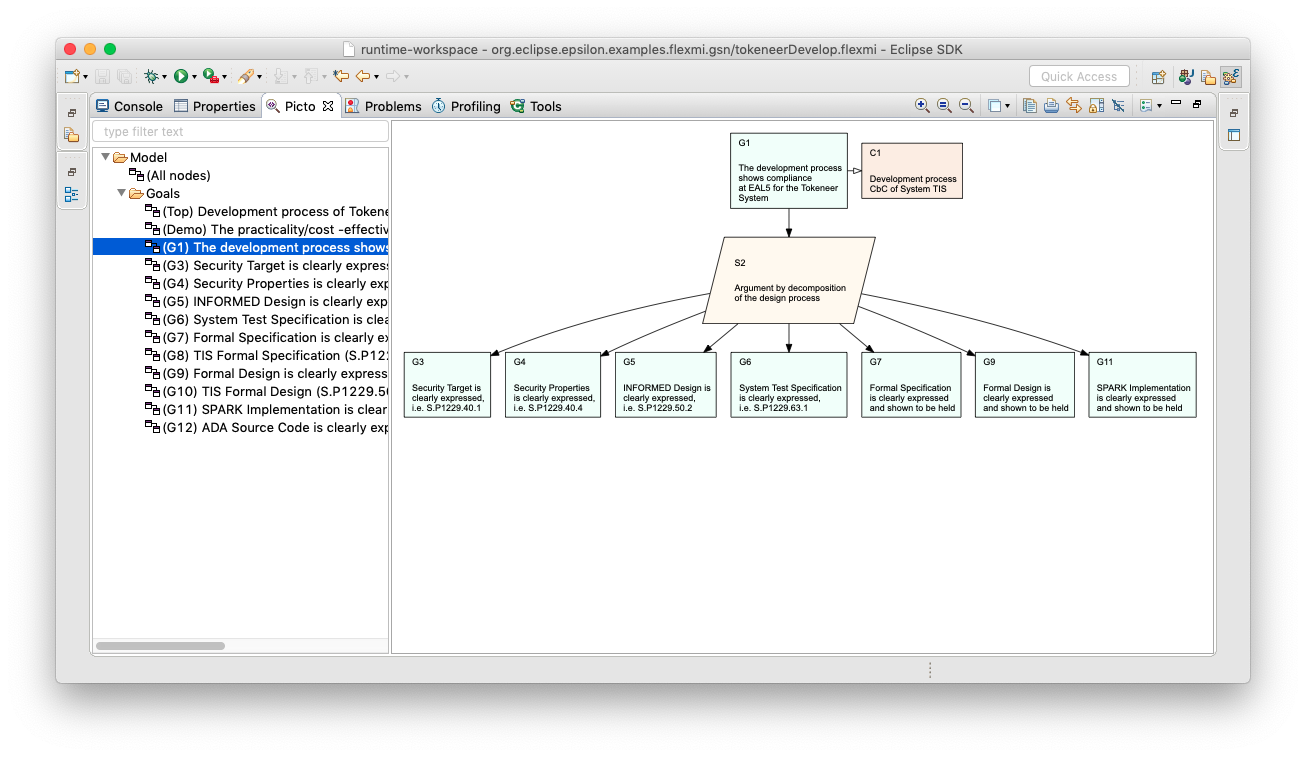 runtime-workspace - org.eclipse.epsilon.examples.flexmi.gsn/tokeneerDevelop.flexmi - Eclipse SDK
Quick Access
Console Properties Picto Problems Profiling Tools
type filter text
Model
(All nodes)
Goals
(Top) Development process of Tokene
(Demo) The practicality/cost -effectiv
(G1) The development process shows
(G3) Security Target is clearly expres
(G4) Security Properties is clearly exp
(G5) INFORMED Design is clearly exp
(G6) System Test Specification is clea
(G7) Formal Specification is clearly e
(G8) TIS Formal Specification (S.P122
(G9) Formal Design is clearly express
(G10) TIS Formal Design (S.P1229.50
(G11) SPARK Implementation is clear
(G12) ADA Source Code is clearly exp
G1
The development process
shows compliance
at EAL5 for the Tokeneer
System
C1
Development process
CbC of System TIS
S2
Argument by decomposition
of the design process
G3
Security Target is
clearly expressed,
i.e. S.P1229.40.1
G4
Security Properties
is clearly expressed,
i.e. S.P1229.40.4
G5
INFORMED Design is
clearly expressed,
i.e. S.P1229.50.2
G6
System Test Specification
is clearly expressed,
i.e. S.P1229.63.1
G7
Formal Specification
is clearly expressed
and shown to be held
G9
Formal Design is
clearly expressed
and shown to be held
G11
SPARK Implementation
is clearly expressed
and shown to be held